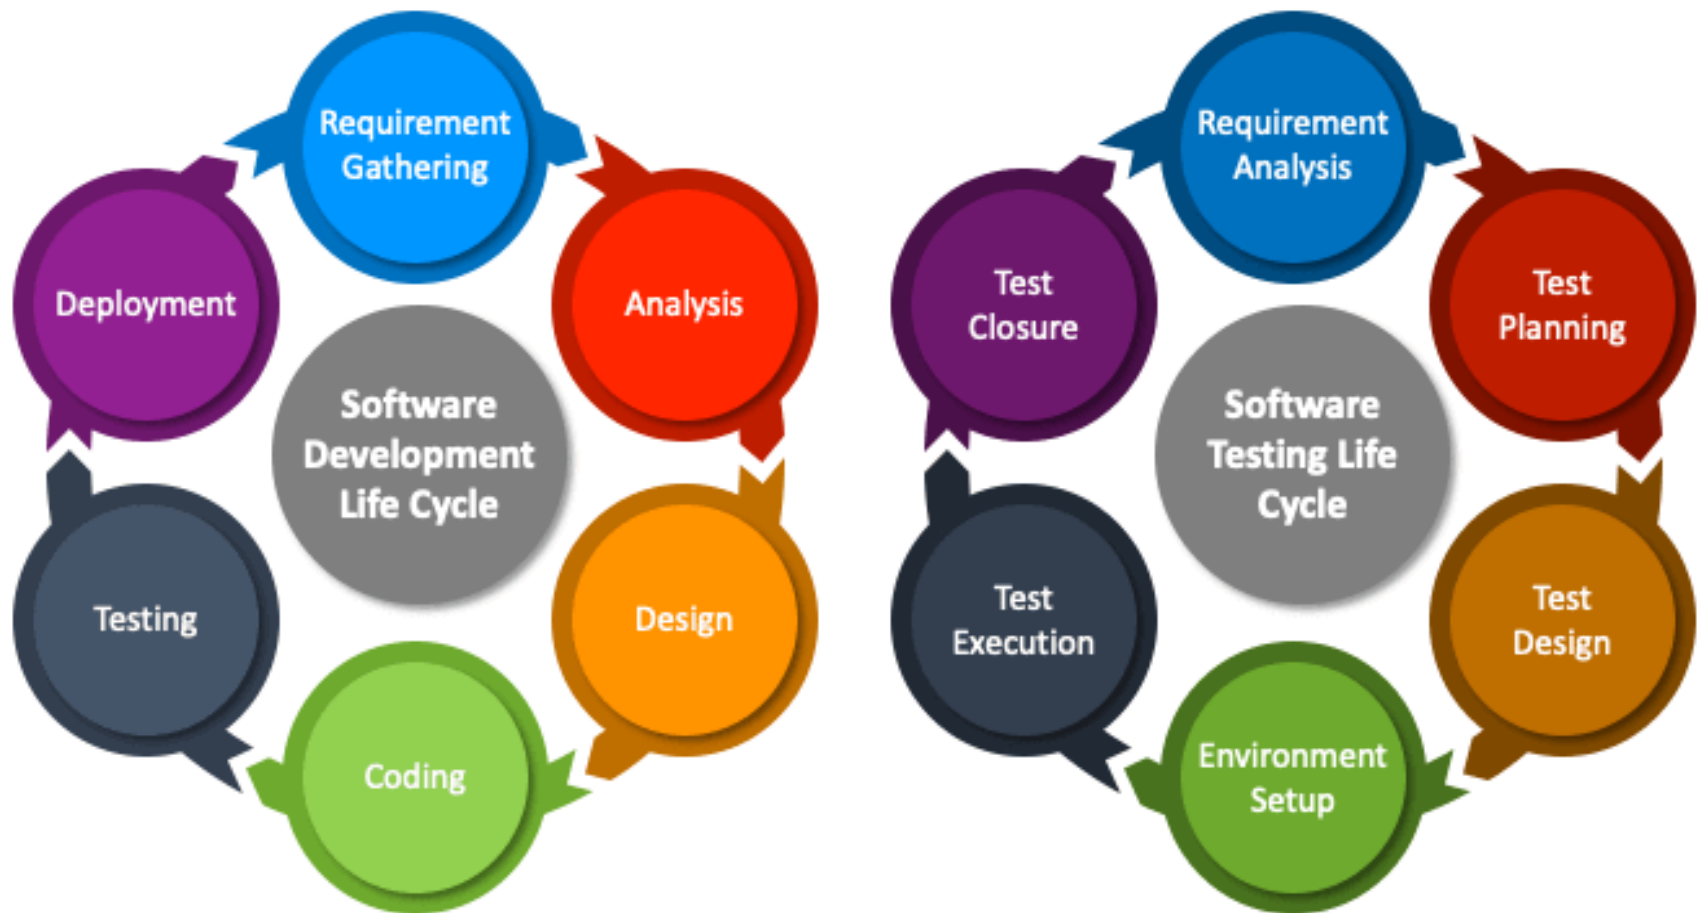 Requirement
Gathering
Analysis
Design
Coding
Testing
Deployment
Software
Development
Life Cycle
Requirement
Analysis
Test
Planning
Test
Design
Environment
Setup
Test
Execution
Test
Closure
Software
Testing Life
Cycle